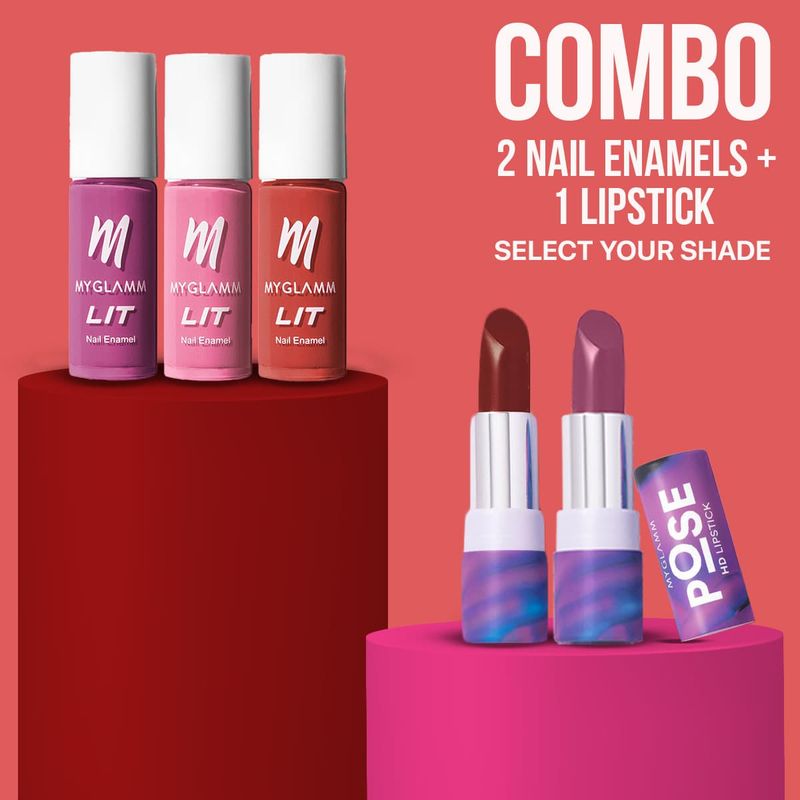 COMBO
2 NAIL ENAMELS +
1 LIPSTICK
SELECT YOUR SHADE
M
MYGLAMM
LIT
Nail Enamel
M
MYGLAMM
LIT
Nail Enamel
M
MYGLAMM
LIT
Nail Enamel
MYGLAMM
POSE
HD LIPSTICK